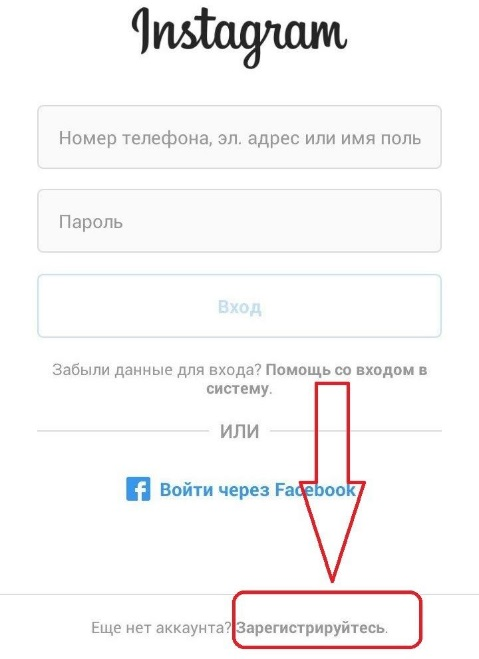 Instagram
Номер телефона, эл. адрес или имя поль
Пароль
Вход
Забыли данные для входа? Помощь со входом в
систему.
ИЛИ
Войти через Facebook
Еще нет аккаунта? Зарегистрируйтесь.